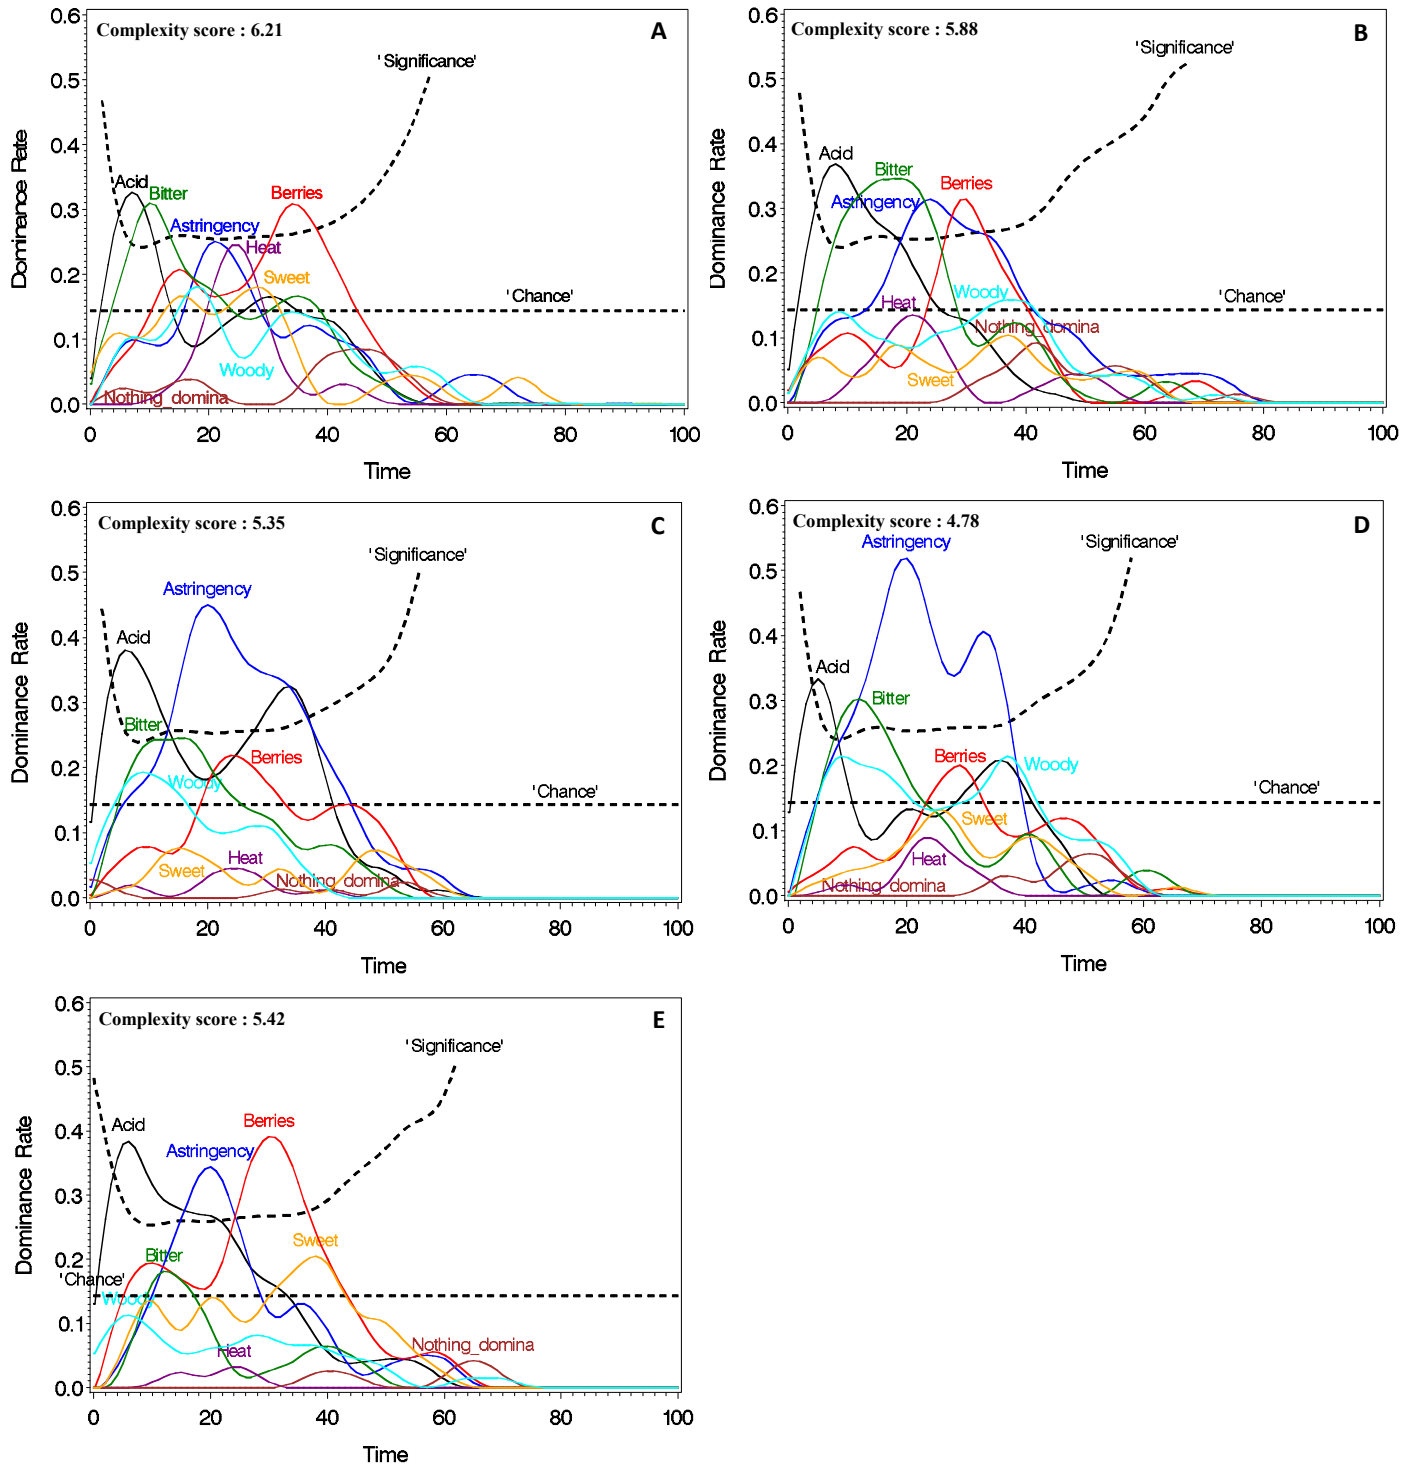 Complexity score : 6.21
A
'Significance'
Acid
Bitter
Berries
Astringency
Heat
Sweet
'Chance'
Woody
Nothing_domina
Dominance Rate
0.6
0.5
0.4
0.3
0.2
0.1
0.0
0 20 40 60 80 100
Time
Complexity score : 5.88
B
'Significance'
Acid
Bitter
Berries
Astringency
Woody
'Chance'
Heat
Nothing_domina
Sweet
Dominance Rate
0.6
0.5
0.4
0.3
0.2
0.1
0.0
0 20 40 60 80 100
Time
Complexity score : 5.35
C
'Significance'
Astringency
Acid
Bitter
Berries
Woody
'Chance'
Heat
Sweet
Nothing_domina
Dominance Rate
0.6
0.5
0.4
0.3
0.2
0.1
0.0
0 20 40 60 80 100
Time
Complexity score : 4.78
D
Astringency
'Significance'
Acid
Bitter
Berries
Woody
'Chance'
Sweet
Heat
Nothing_domina
Dominance Rate
0.6
0.5
0.4
0.3
0.2
0.1
0.0
0 20 40 60 80 100
Time
Complexity score : 5.42
E
'Significance'
Acid
Berries
Astringency
Sweet
Bitter
'Chance'
Woody
Nothing_domina
Heat
Dominance Rate
0.6
0.5
0.4
0.3
0.2
0.1
0.0
0 20 40 60 80 100
Time